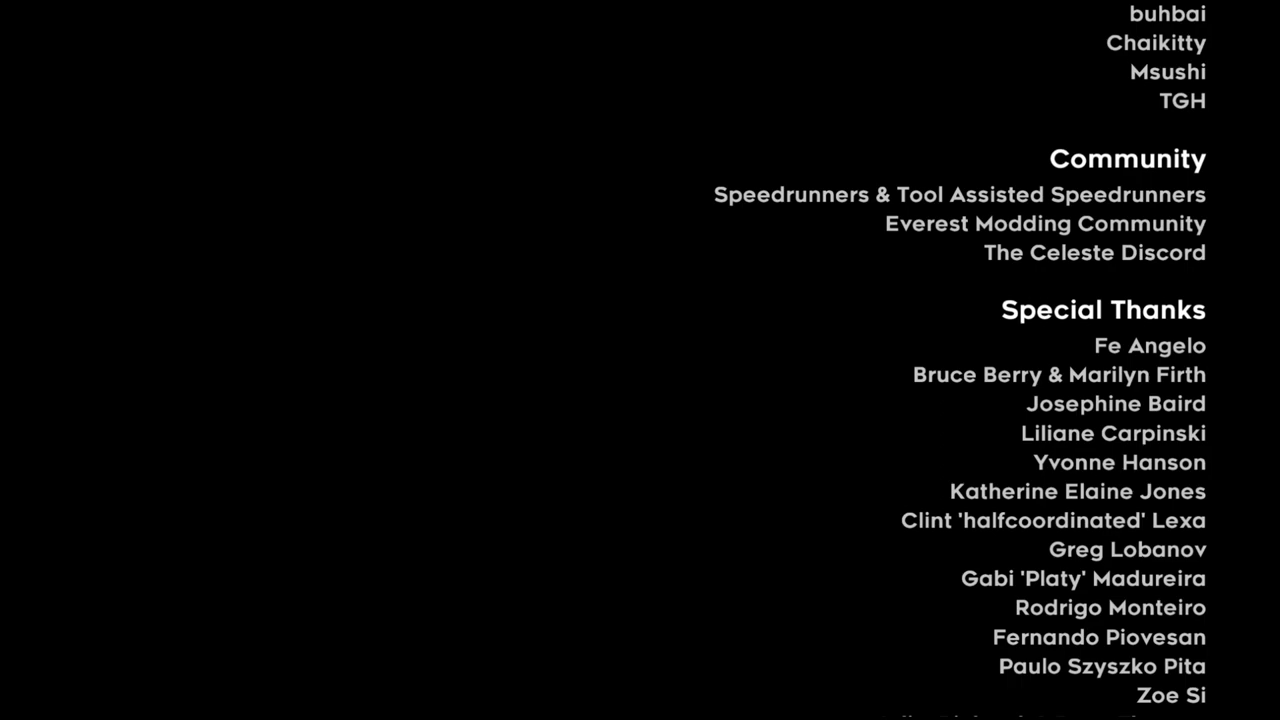 buhbai
Chaikitty
Msushi
TGH
Community
Speedrunners & Tool Assisted Speedrunners
Everest Modding Community
The Celeste Discord
Special Thanks
Fe Angelo
Bruce Berry & Marilyn Firth
Josephine Baird
Liliane Carpinski
Yvonne Hanson
Katherine Elaine Jones
Clint 'halfcoordinated' Lexa
Greg Lobanov
Gabi 'Platy' Madureira
Rodrigo Monteiro
Fernando Piovesan
Paulo Szyszko Pita
Zoe Si